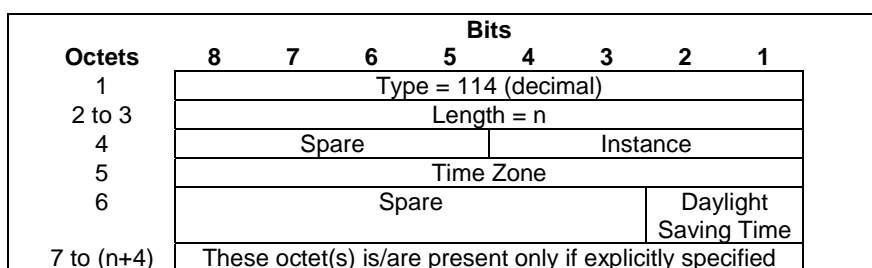 Bits
Octets 8 7 6 5 4 3 2 1
1 Type = 114 (decimal)
2 to 3 Length = n
4 Spare Instance
5 Time Zone
6 Spare Daylight
Saving Time
7 to (n+4) These octet(s) is/are present only if explicitly specified